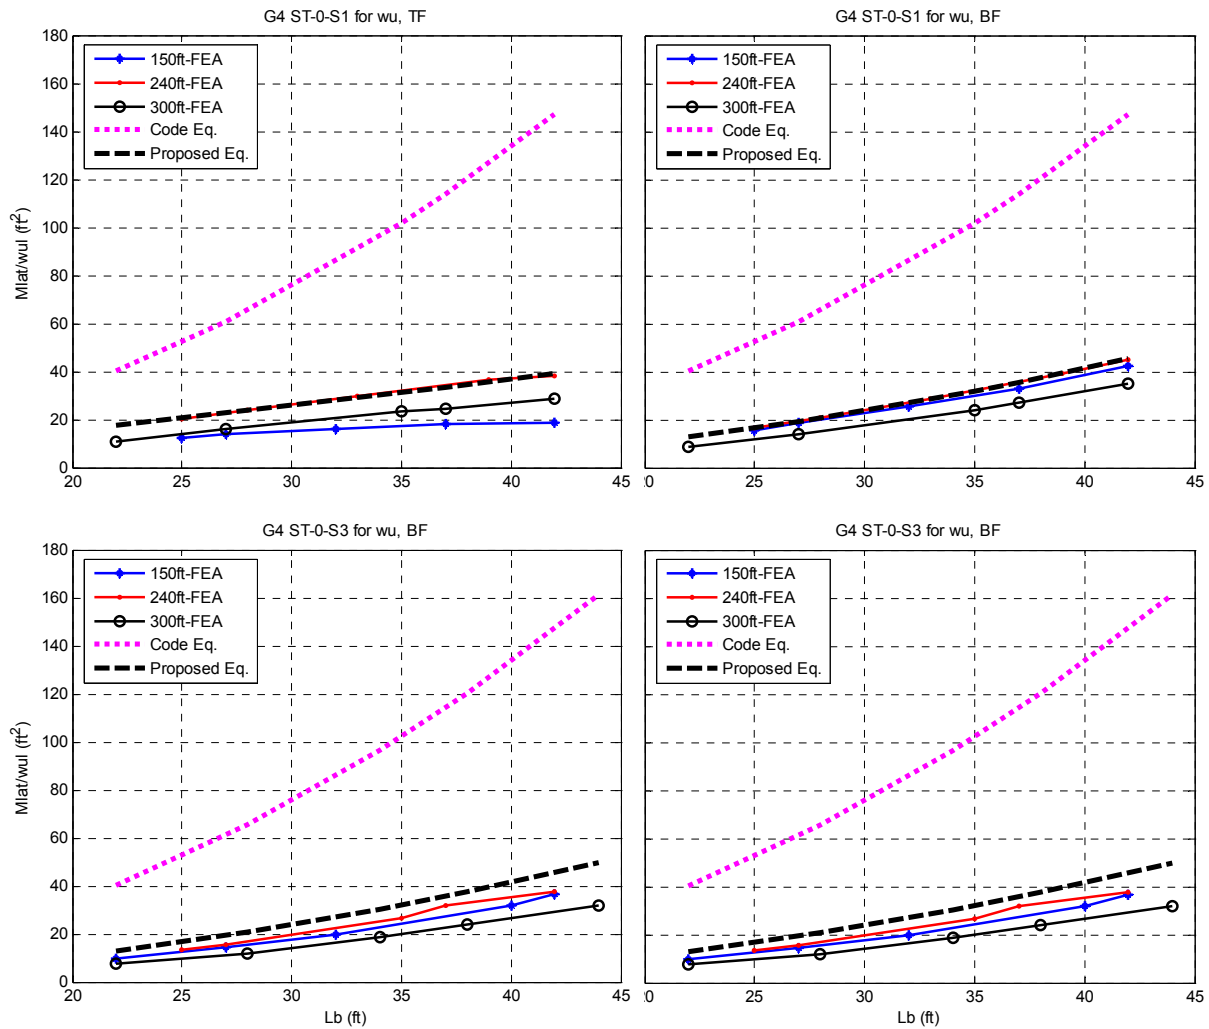 G4 ST-0-S1 for wu, TF
180
160
140
120
100
80
60
40
20
0
Mlat/wul (ft²)
150ft-FEA
240ft-FEA
300ft-FEA
Code Eq.
Proposed Eq.
20 25 30 35 40 45
G4 ST-0-S1 for wu, BF
150ft-FEA
240ft-FEA
300ft-FEA
Code Eq.
Proposed Eq.
20 25 30 35 40 45
G4 ST-0-S3 for wu, BF
180
160
140
120
100
80
60
40
20
0
Mlat/wul (ft²)
150ft-FEA
240ft-FEA
300ft-FEA
Code Eq.
Proposed Eq.
20 25 30 35 40 45
Lb (ft)
G4 ST-0-S3 for wu, BF
150ft-FEA
240ft-FEA
300ft-FEA
Code Eq.
Proposed Eq.
20 25 30 35 40 45
Lb (ft)